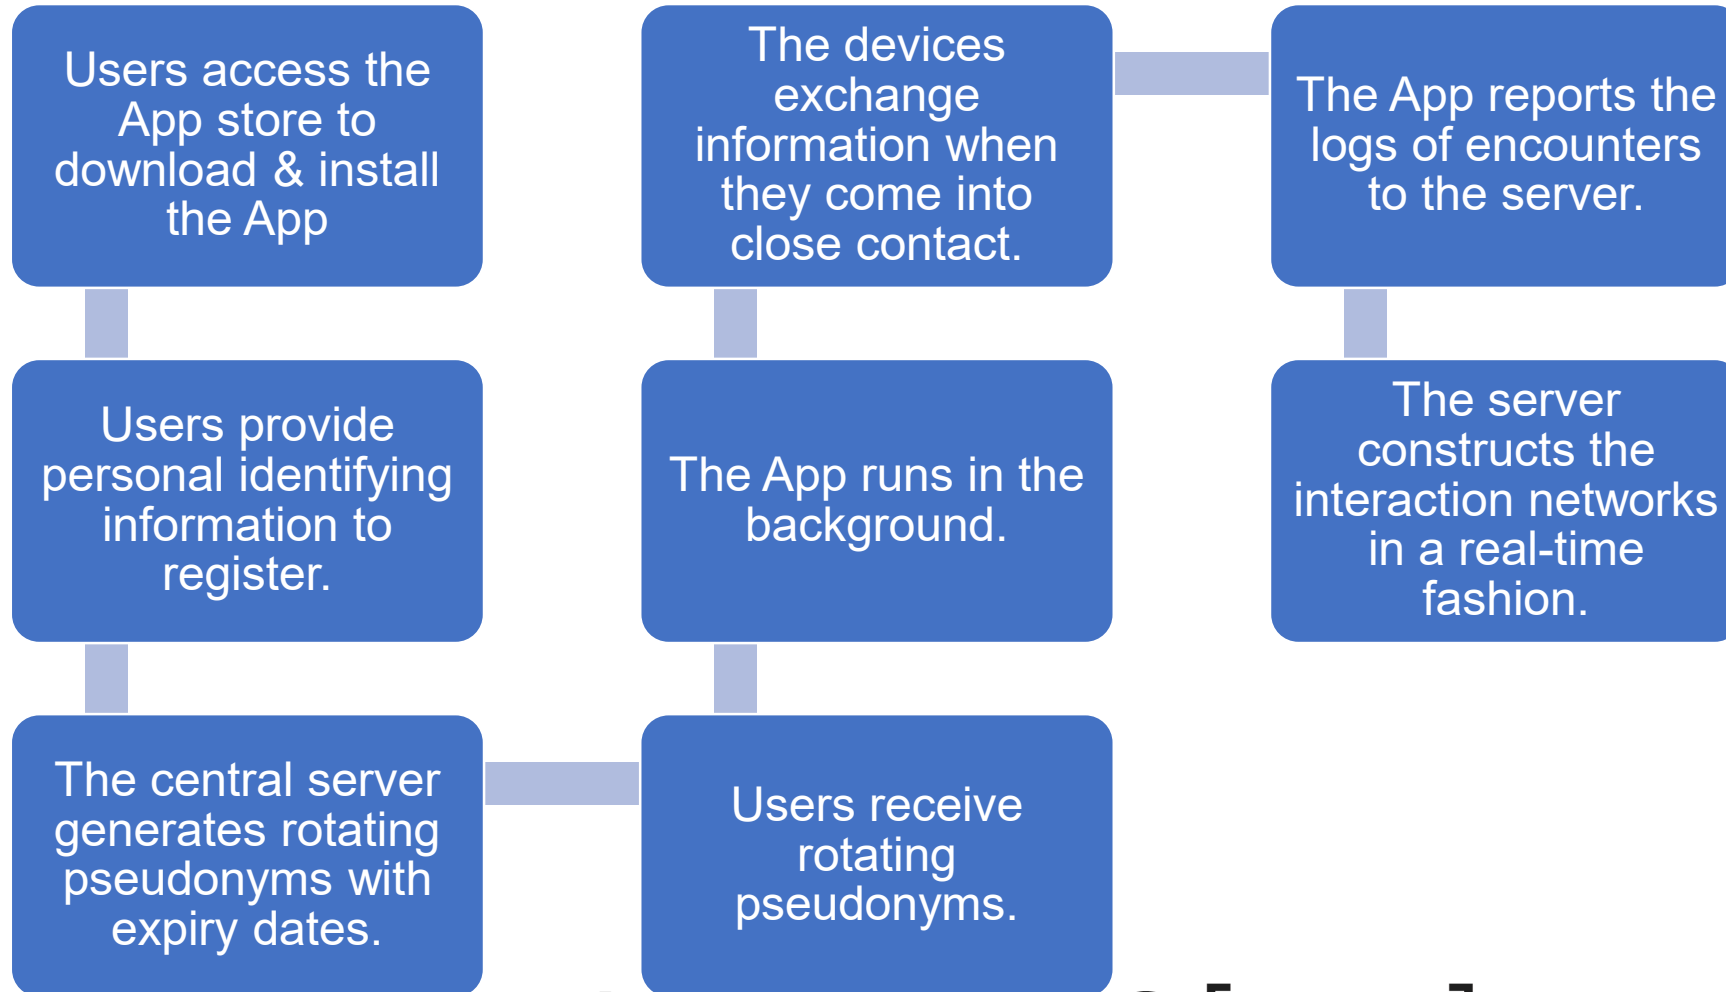 Users access the
App store to
download & install
the App
Users provide
personal identifying
information to
register.
The central server
generates rotating
pseudonyms with
expiry dates.
Users receive
rotating
pseudonyms.
The App runs in the
background.
The devices
exchange
information when
they come into
close contact.
The App reports the
logs of encounters
to the server.
The server
constructs the
interaction networks
in a real-time
fashion.